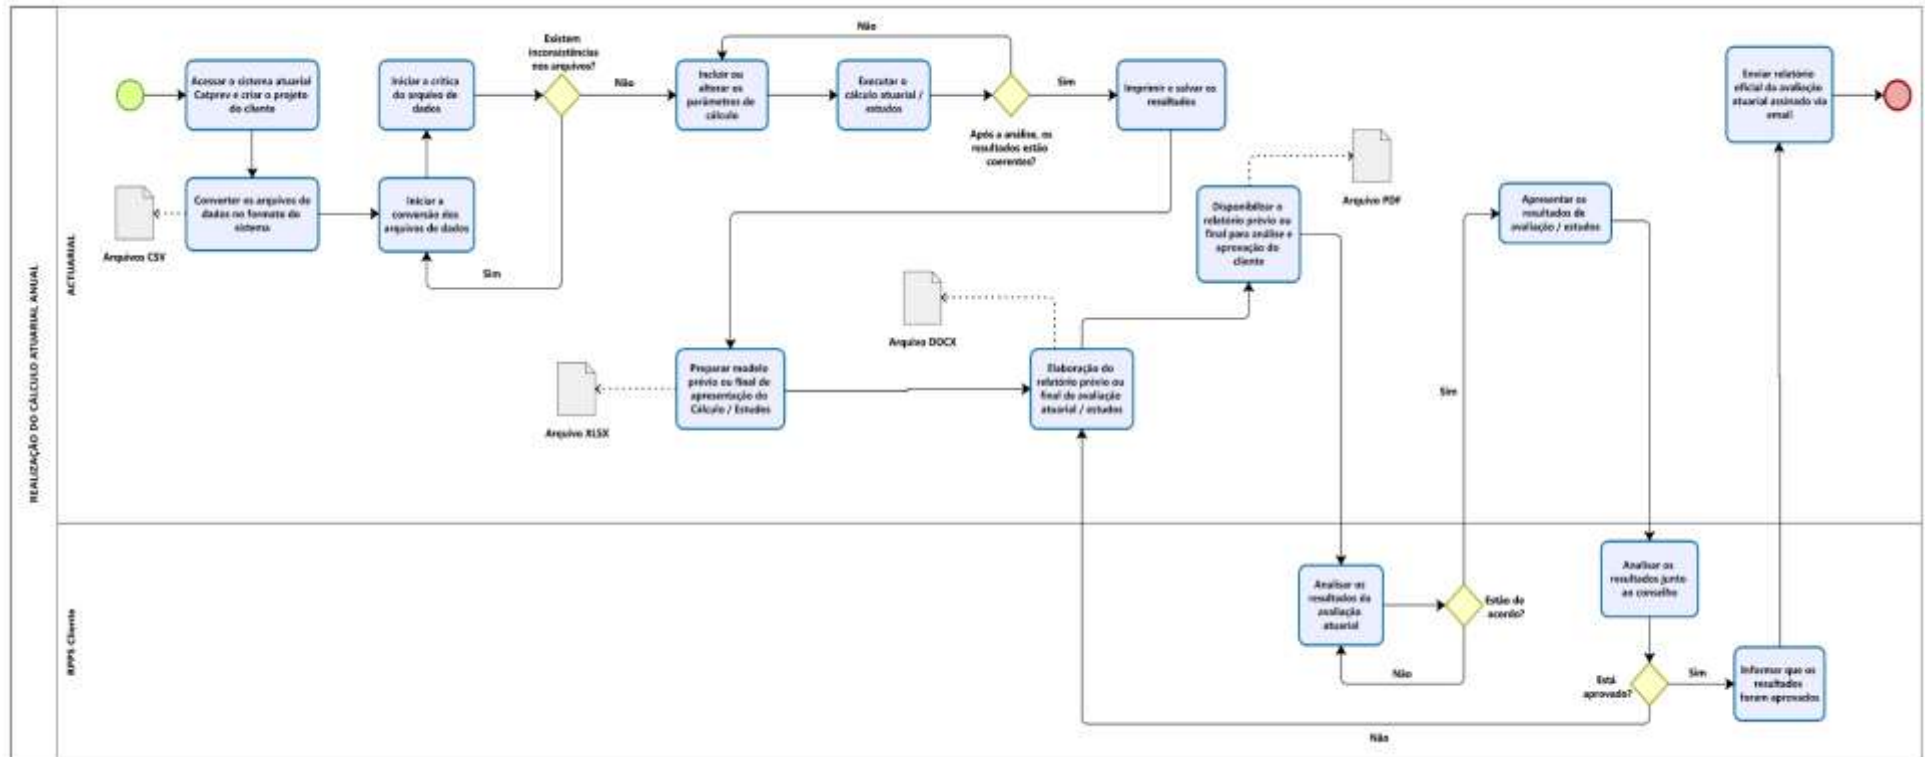 REALIZAÇÃO DO CÁLCULO ATUARIAL ANUAL
ACTUARIAL
Acessar o sistema atuarial
Catprev e criar o projeto
do cliente
Converter os arquivos de
dados no formato do
sistema
Arquivos CSV
Iniciar a crítica
do arquivo de
dados
Iniciar a
conversão dos
arquivos de dados
Existem
inconsistências
nos arquivos?
Não
Sim
Incluir ou
alterar os
parâmetros de
cálculo
Executar o
cálculo atuarial /
estudos
Não
Após a análise, os
resultados estão
coerentes?
Sim
Imprimir e salvar os
resultados
Preparar modelo
prévio ou final de
apresentação do
Cálculo / Estudos
Arquivo XLSX
Arquivo DOCX
Elaboração do
relatório prévio ou
final da avaliação
atuarial / estudos
Disponibilizar o
relatório prévio ou
final para análise e
aprovação do
cliente
Arquivo PDF
Sim
Apresentar os
resultados da
avaliação / estudos
Enviar relatório
oficial da avaliação
atuarial assinado via
email
RPPS Cliente
Analisar os
resultados da
avaliação
atuarial
Estão de
acordo?
Não
Analisar os
resultados junto
ao conselho
Está
aprovado?
Sim
Informar que os
resultados
foram aprovados
Não